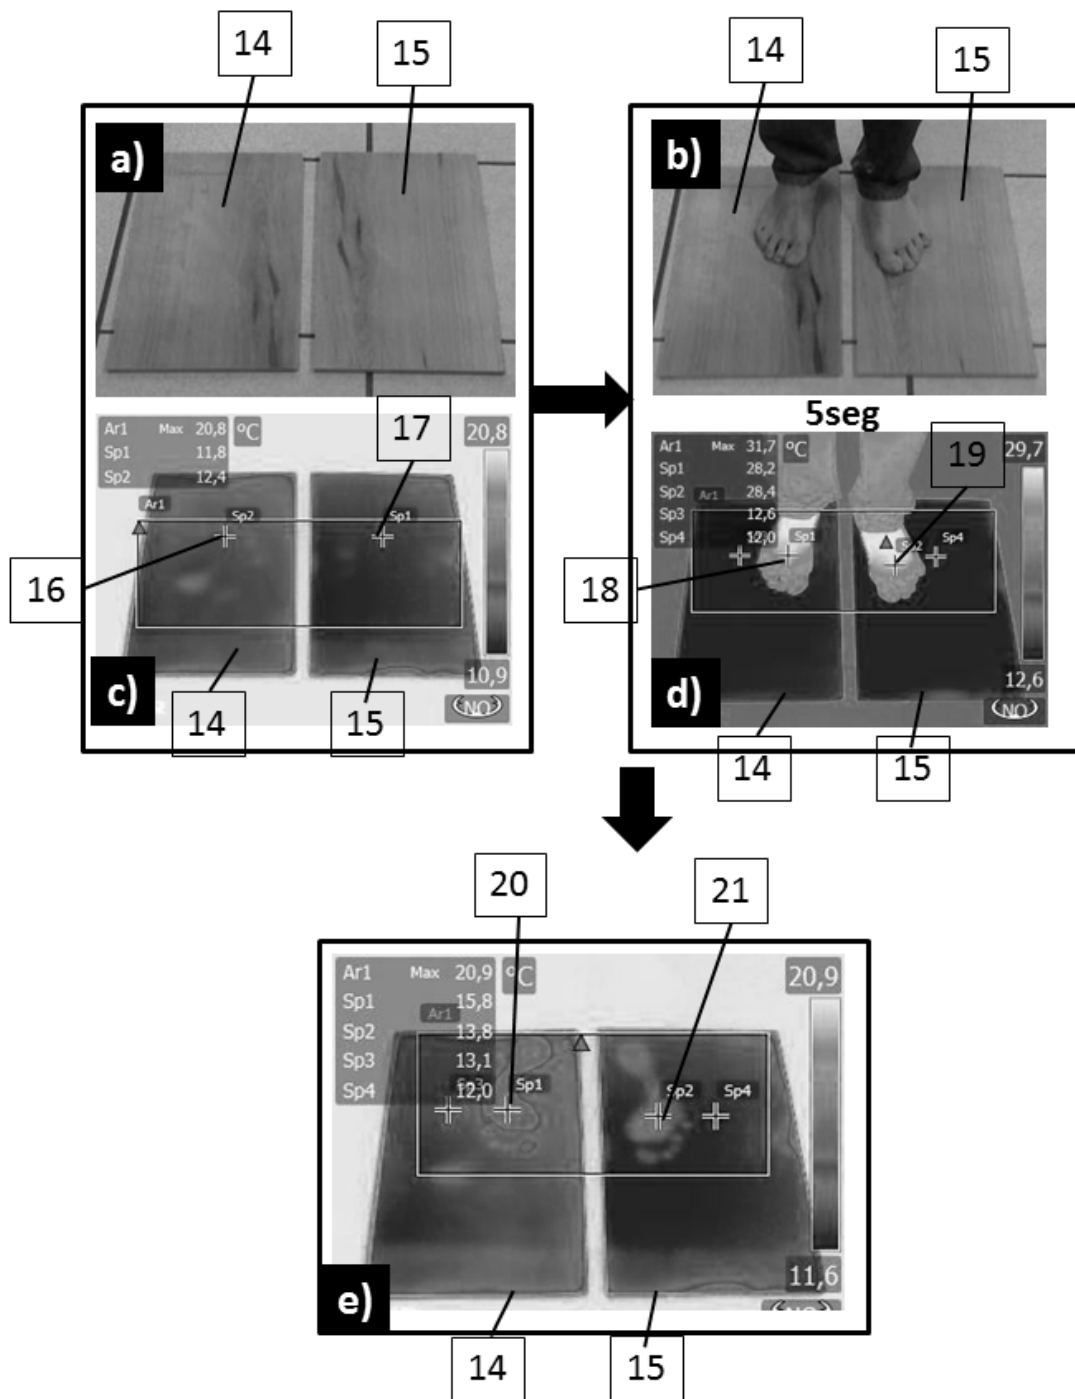 14
15
14
15
a)
b)
5seg
17
Ar1 Max 20,8 °C 20,8
Sp1 11,8
Sp2 12,4
Ar1
Sp2
Sp1
16
10,9
c)
NO
14
15
19
Ar1 Max 31,7 °C 29,7
Sp1 28,2
Sp2 28,4
Sp3 12,6
Sp4 12,0
Ar1
Sp1
Sp2
Sp4
18
12,6
d)
NO
14
15
20
21
Ar1 Max 20,9 °C 20,9
Sp1 15,8
Sp2 13,8
Sp3 13,1
Sp4 12,0
Ar1
Sp3
Sp1
Sp2
Sp4
11,6
e)
14
15